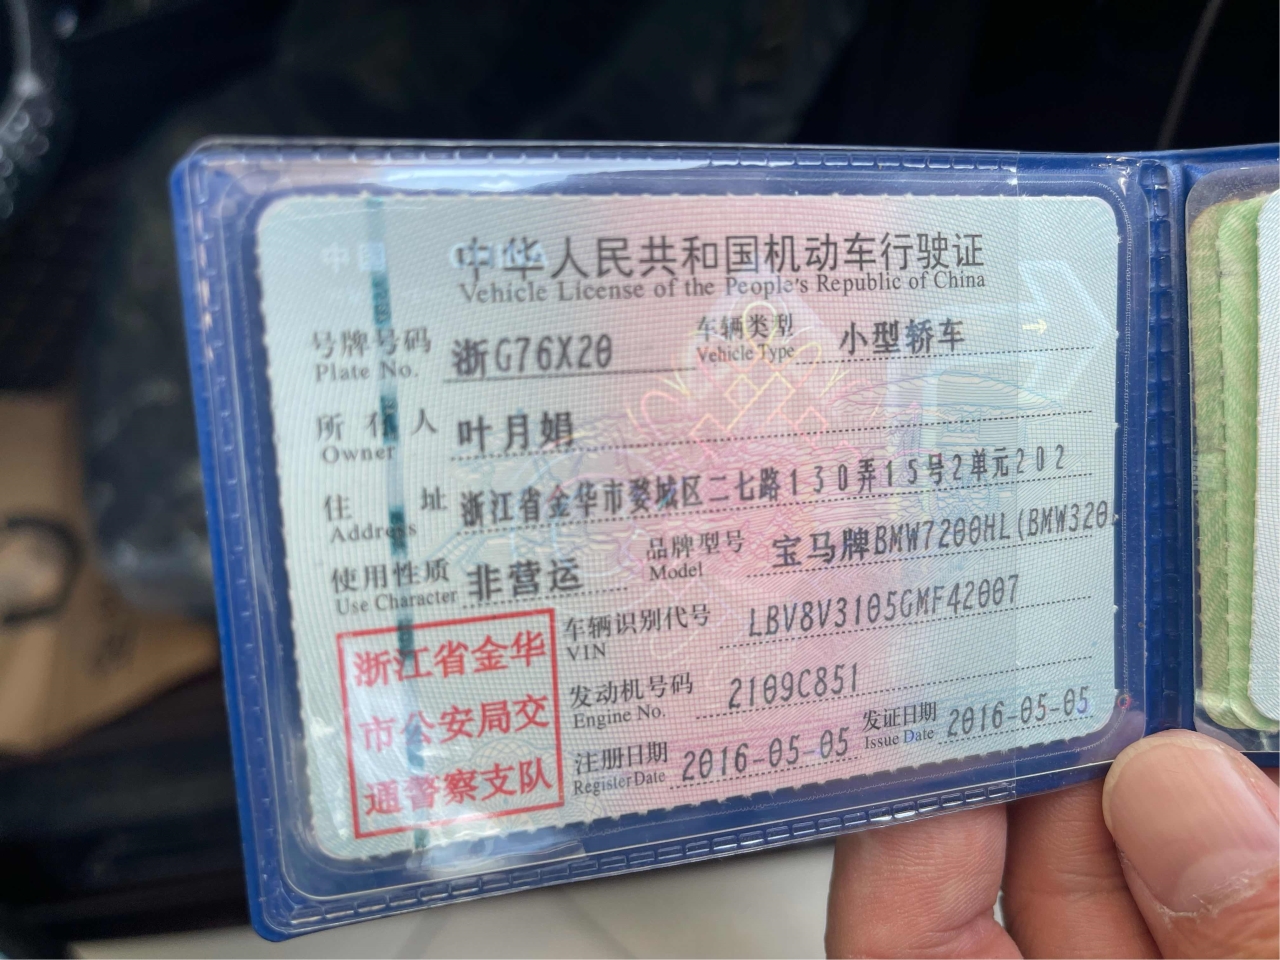 中华人民共和国机动车行驶证
Vehicle License of the People's Republic of China
号牌号码 浙G76X20 车辆类型 小型轿车
Plate No. Vehicle Type
所有人 叶月娟
Owner
住址 浙江省金华市婺城区二七路130弄15号2单元202
Address
使用性质 非营运 品牌型号 宝马牌BMW7200HL(BMW320
Use Character Model
车辆识别代号 LBV8V3105GMF42007
VIN
发动机号码 2109C851
Engine No.
注册日期 2016-05-05 发证日期 2016-05-05
Register Date Issue Date
浙江省金华
市公安局交
通警察支队